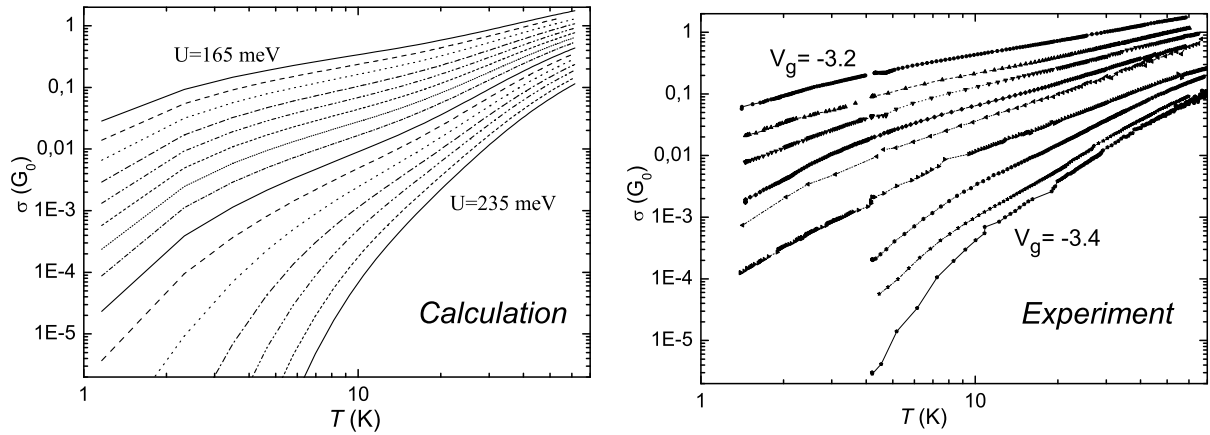 1
0.1
0,01
1E-3
1E-4
1E-5
σ (G0)
U=165 meV
U=235 meV
Calculation
1
10
T (K)
1
0,1
0,01
1E-3
1E-4
1E-5
σ (G0)
Vg= -3.2
Vg= -3.4
Experiment
1
10
T (K)